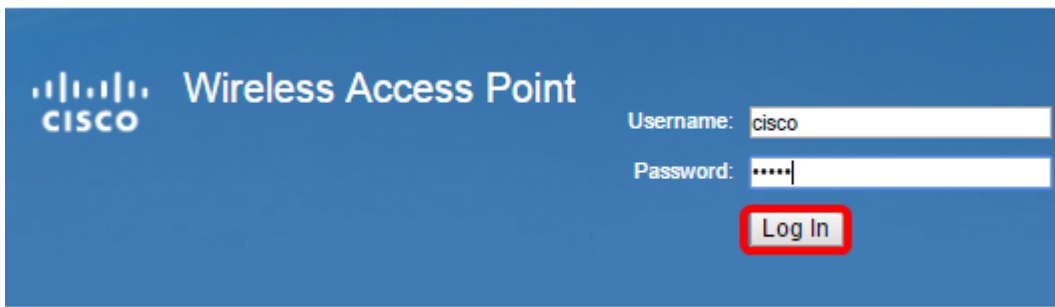 CISCO
Wireless Access Point
Username: cisco
Password: •••••
Log In